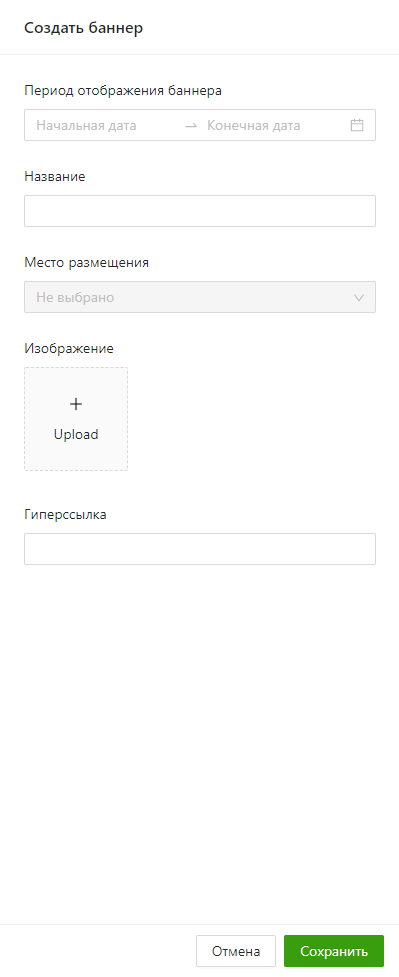 Создать баннер
Период отображения баннера
Начальная дата → Конечная дата
Название
Место размещения
Не выбрано
Изображение
+
Upload
Гиперссылка
Отмена Сохранить